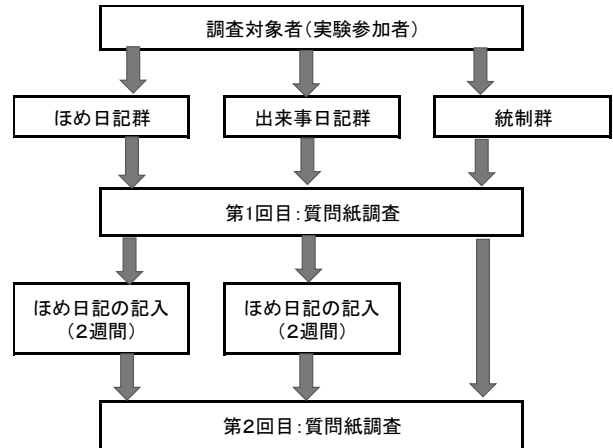 調査対象者(実験参加者)
ほめ日記群
出来事日記群
統制群
第1回目:質問紙調査
ほめ日記の記入
(2週間)
ほめ日記の記入
(2週間)
第2回目:質問紙調査